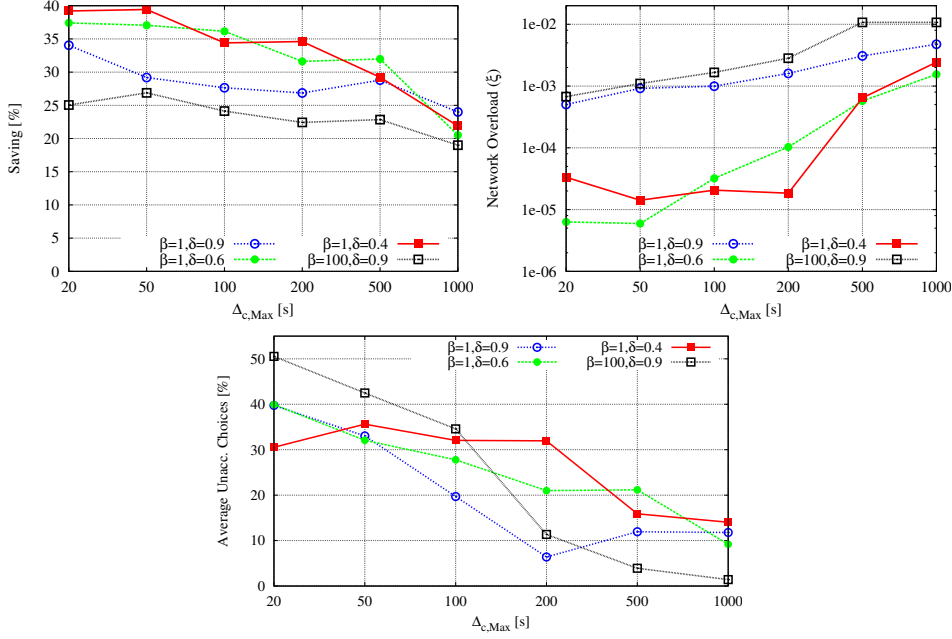 40
35
30
25
20
15
10
5
0
Saving [%]
β=1,δ=0.9
β=1,δ=0.4
β=1,δ=0.6
β=100,δ=0.9
20 50 100 200 500 1000
Δc,Max [s]
1e-02
1e-03
1e-04
1e-05
1e-06
Network Overload (ξ)
β=1,δ=0.9
β=1,δ=0.4
β=1,δ=0.6
β=100,δ=0.9
20 50 100 200 500 1000
Δc,Max [s]
50
40
30
20
10
0
Average Unacc. Choices [%]
β=1,δ=0.9
β=1,δ=0.4
β=1,δ=0.6
β=100,δ=0.9
20 50 100 200 500 1000
Δc,Max [s]